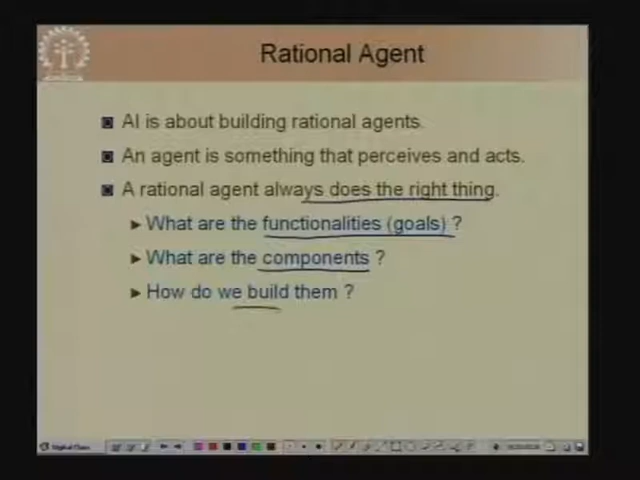 Rational Agent
AI is about building rational agents.
An agent is something that perceives and acts.
A rational agent always does the right thing.
What are the functionalities (goals) ?
What are the components ?
How do we build them ?